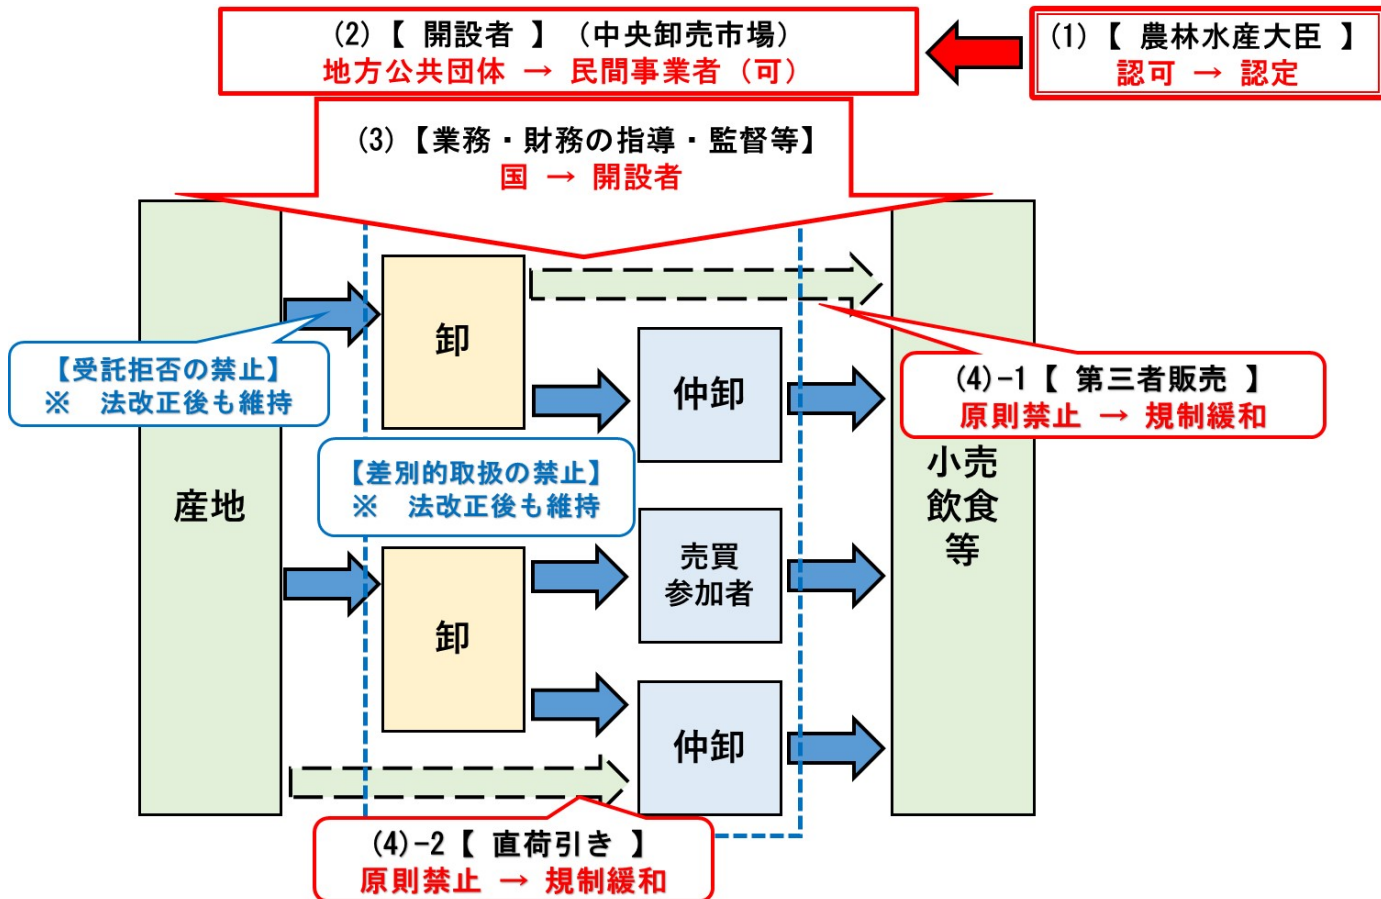 (2)【 開設者 】（中央卸売市場）
地方公共団体 → 民間事業者（可）
(1)【 農林水産大臣 】
認可 → 認定
(3)【業務・財務の指導・監督等】
国 → 開設者
産地
卸
仲卸
【受託拒否の禁止】
※ 法改正後も維持
(4)-1【 第三者販売 】
原則禁止 → 規制緩和
【差別的取扱の禁止】
※ 法改正後も維持
小売
飲食
等
卸
売買
参加者
仲卸
(4)-2【 直荷引き 】
原則禁止 → 規制緩和